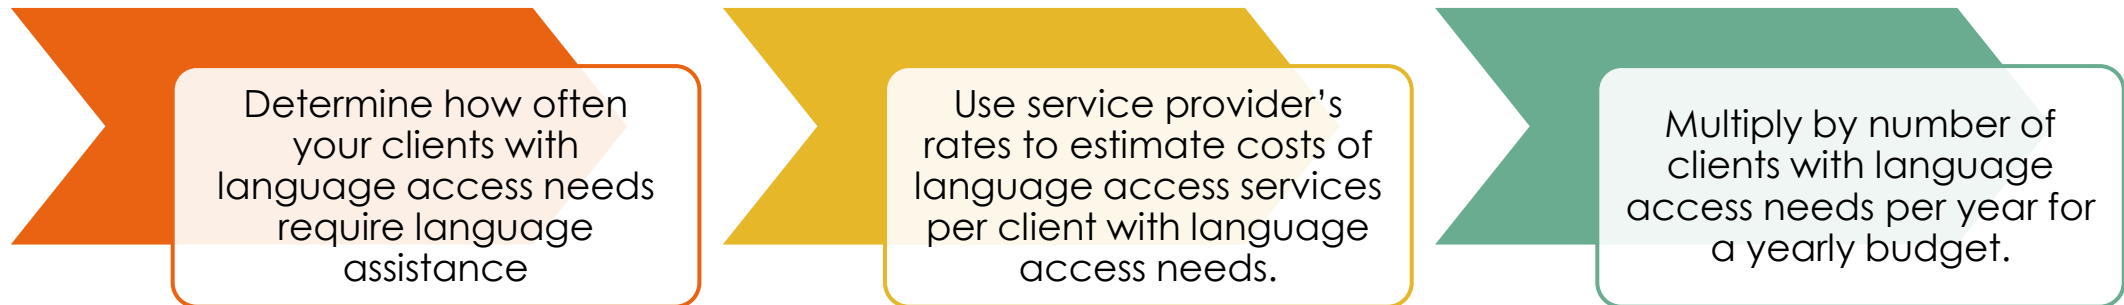 Determine how often
your clients with
language access needs
require language
assistance
Use service provider’s
rates to estimate costs of
language access services
per client with language
access needs.
Multiply by number of
clients with language
access needs per year for
a yearly budget.